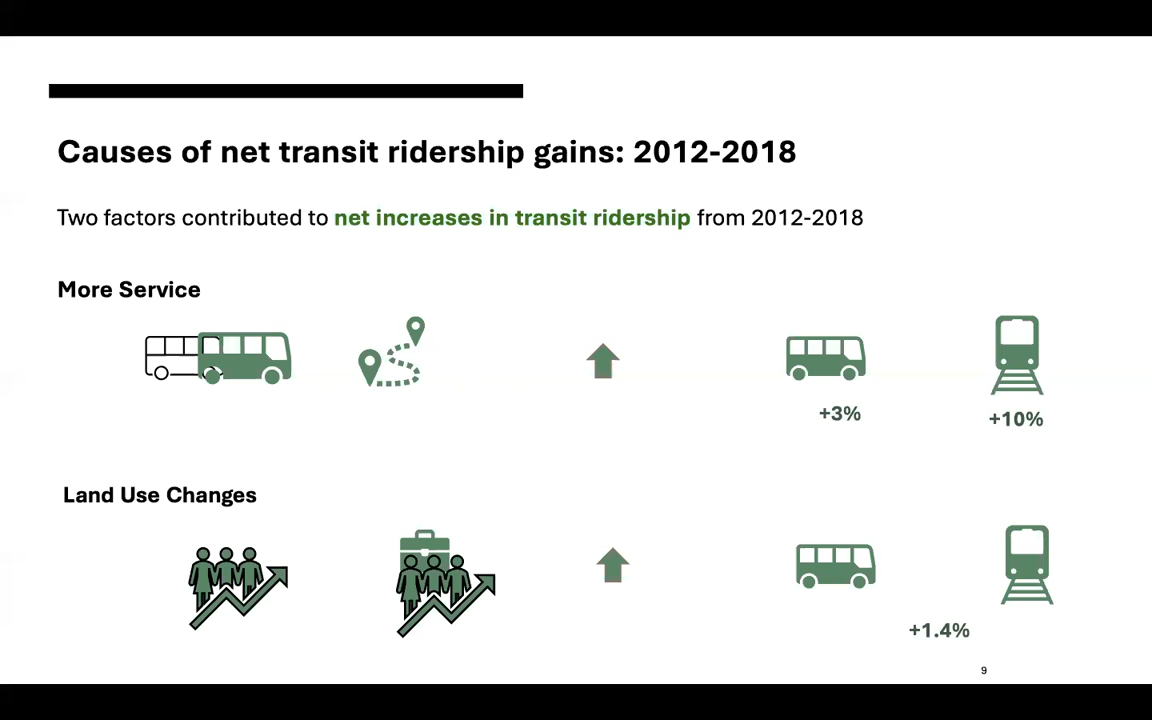 Causes of net transit ridership gains: 2012-2018
Two factors contributed to net increases in transit ridership from 2012-2018
More Service
+3%
+10%
Land Use Changes
+1.4%
9